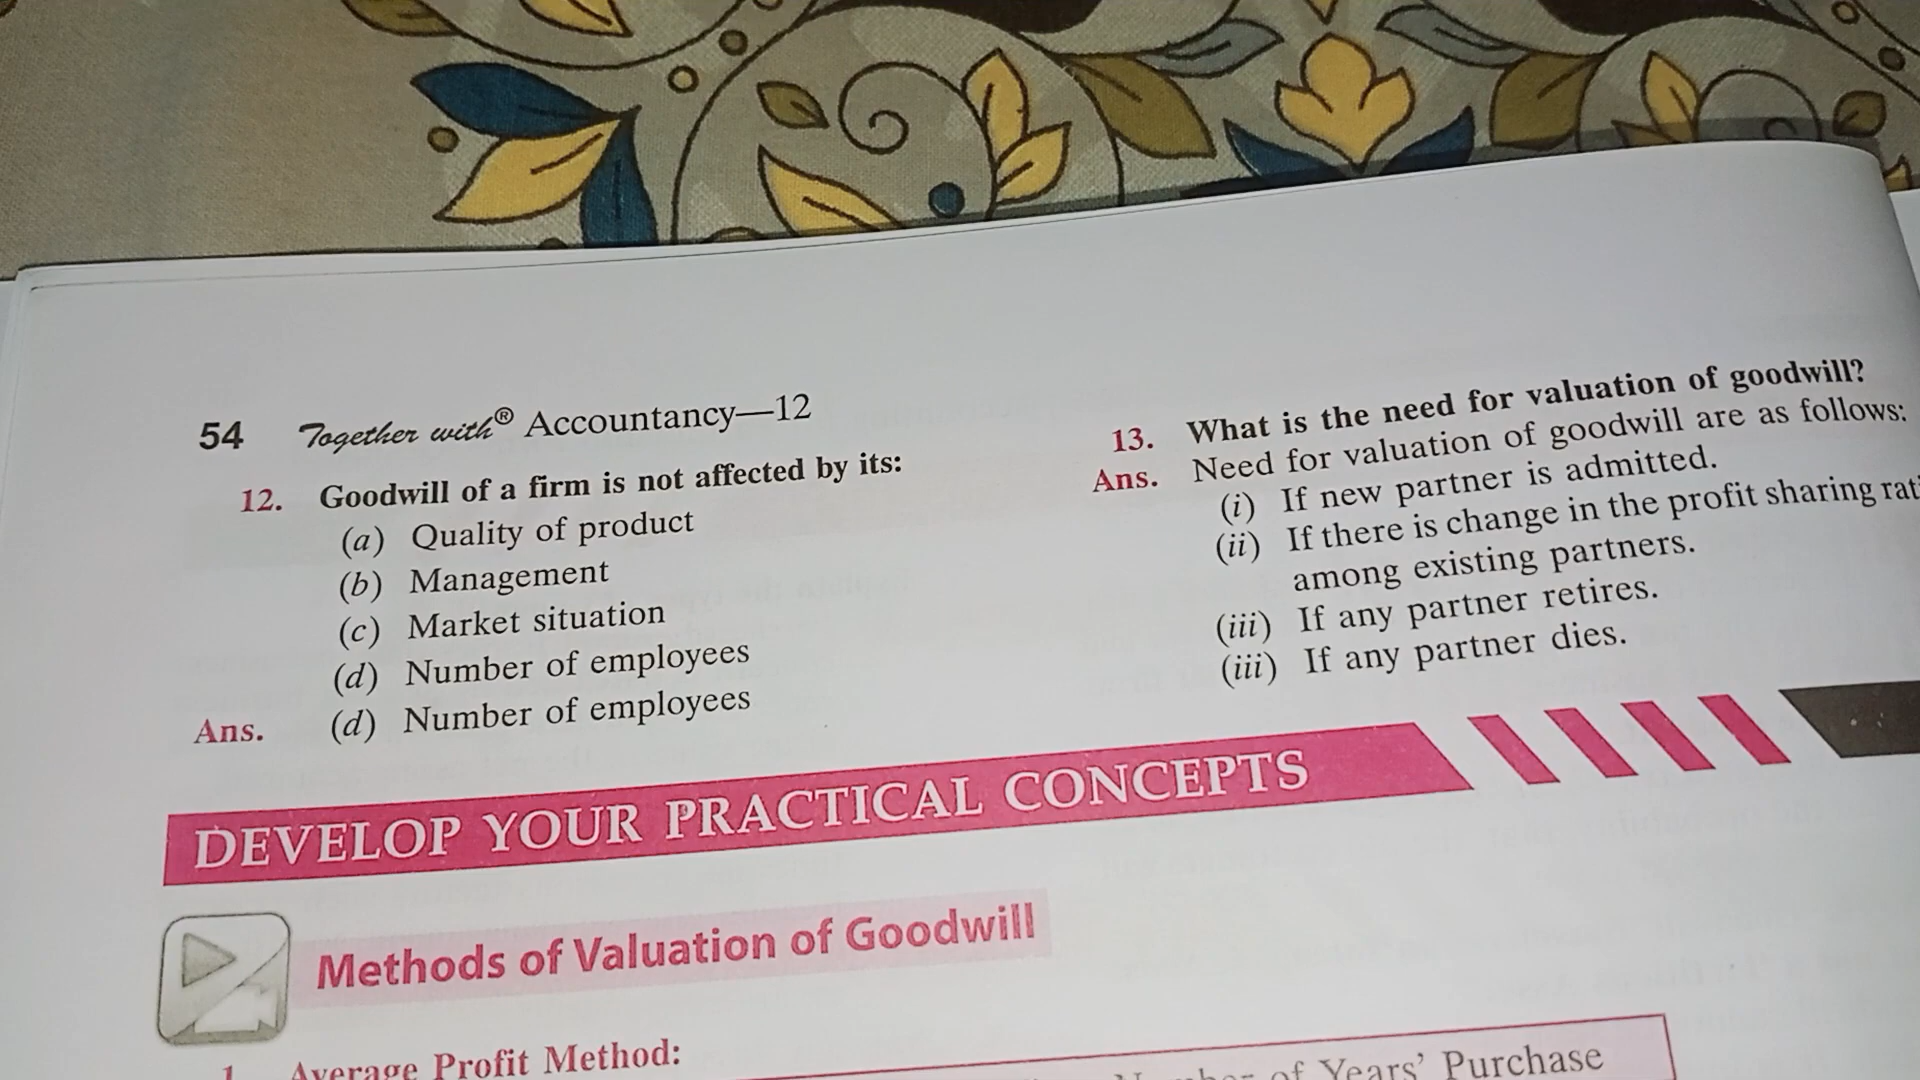 54 Together with® Accountancy—12
12. Goodwill of a firm is not affected by its:
(a) Quality of product
(b) Management
(c) Market situation
(d) Number of employees
Ans. (d) Number of employees
13. What is the need for valuation of goodwill?
Ans. Need for valuation of goodwill are as follows:
(i) If new partner is admitted.
(ii) If there is change in the profit sharing
among existing partners.
(iii) If any partner retires.
(iii) If any partner dies.
DEVELOP YOUR PRACTICAL CONCEPTS
Methods of Valuation of Goodwill
1. Average Profit Method:
of Years' Purchase